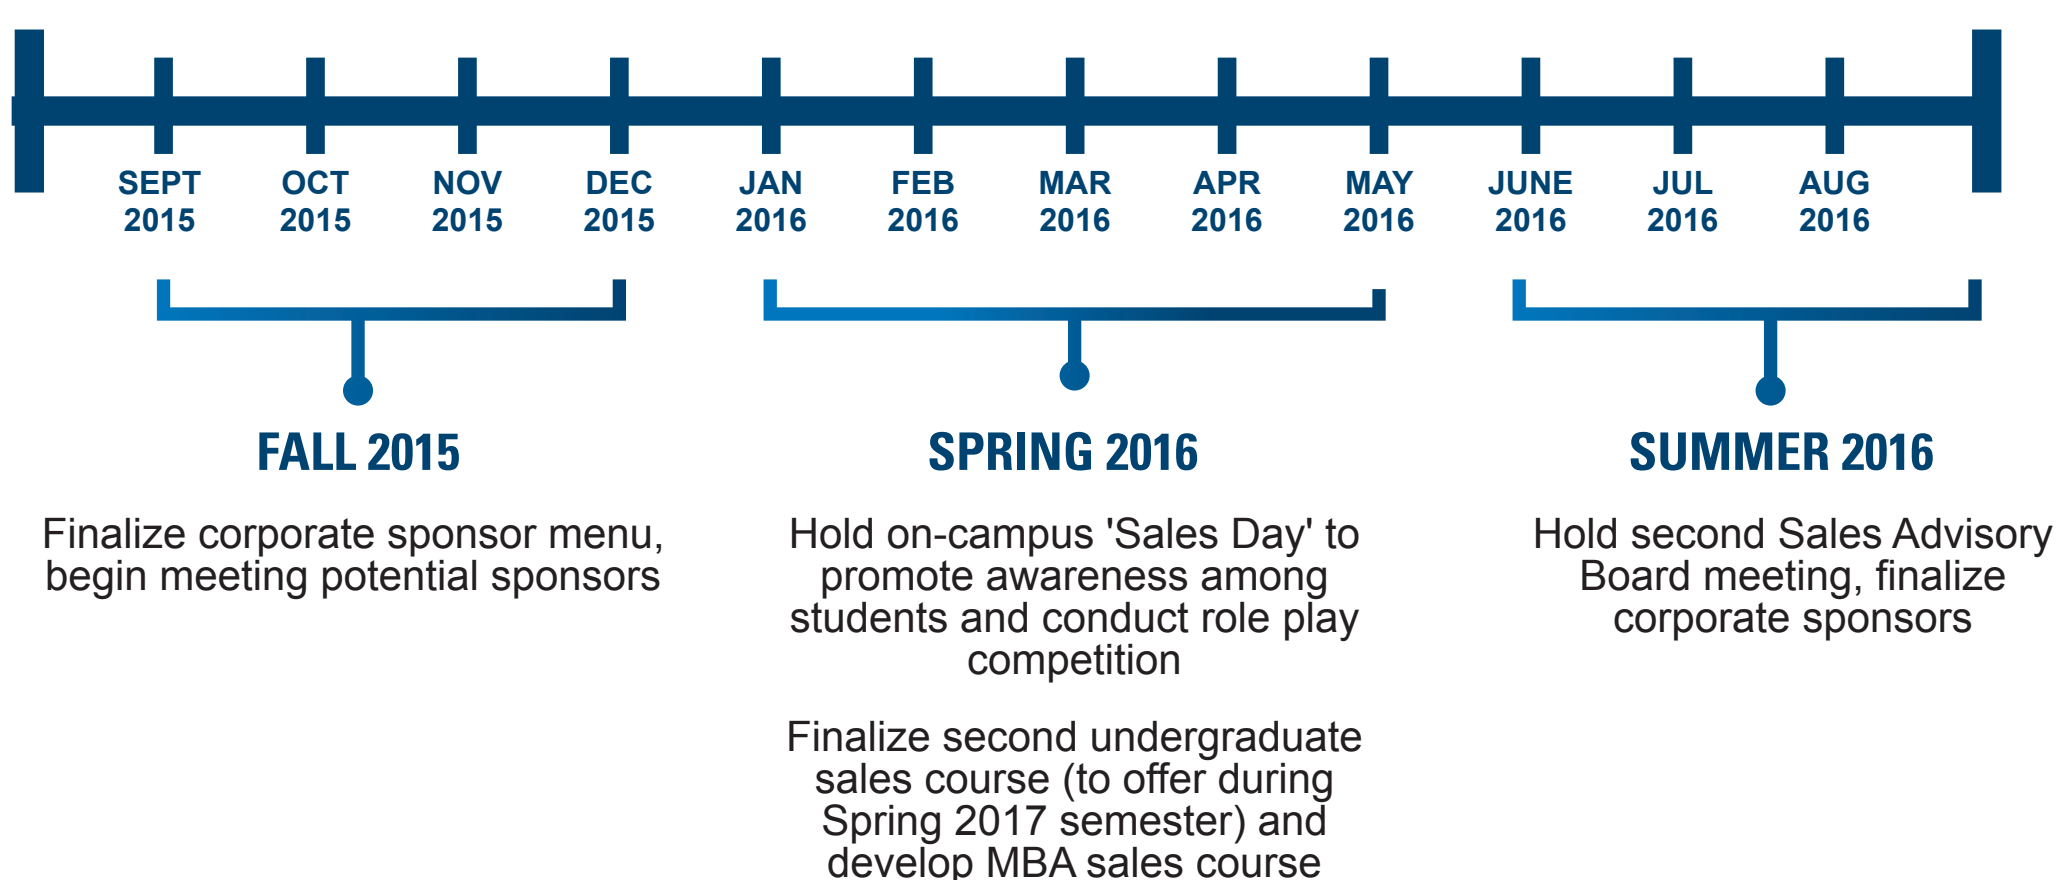 SEPT
2015
OCT
2015
NOV
2015
DEC
2015
JAN
2016
FEB
2016
MAR
2016
APR
2016
MAY
2016
JUNE
2016
JUL
2016
AUG
2016
FALL 2015
Finalize corporate sponsor menu,
begin meeting potential sponsors
SPRING 2016
Hold on-campus 'Sales Day' to
promote awareness among
students and conduct role play
competition
Finalize second undergraduate
sales course (to offer during
Spring 2017 semester) and
develop MBA sales course
SUMMER 2016
Hold second Sales Advisory
Board meeting, finalize
corporate sponsors